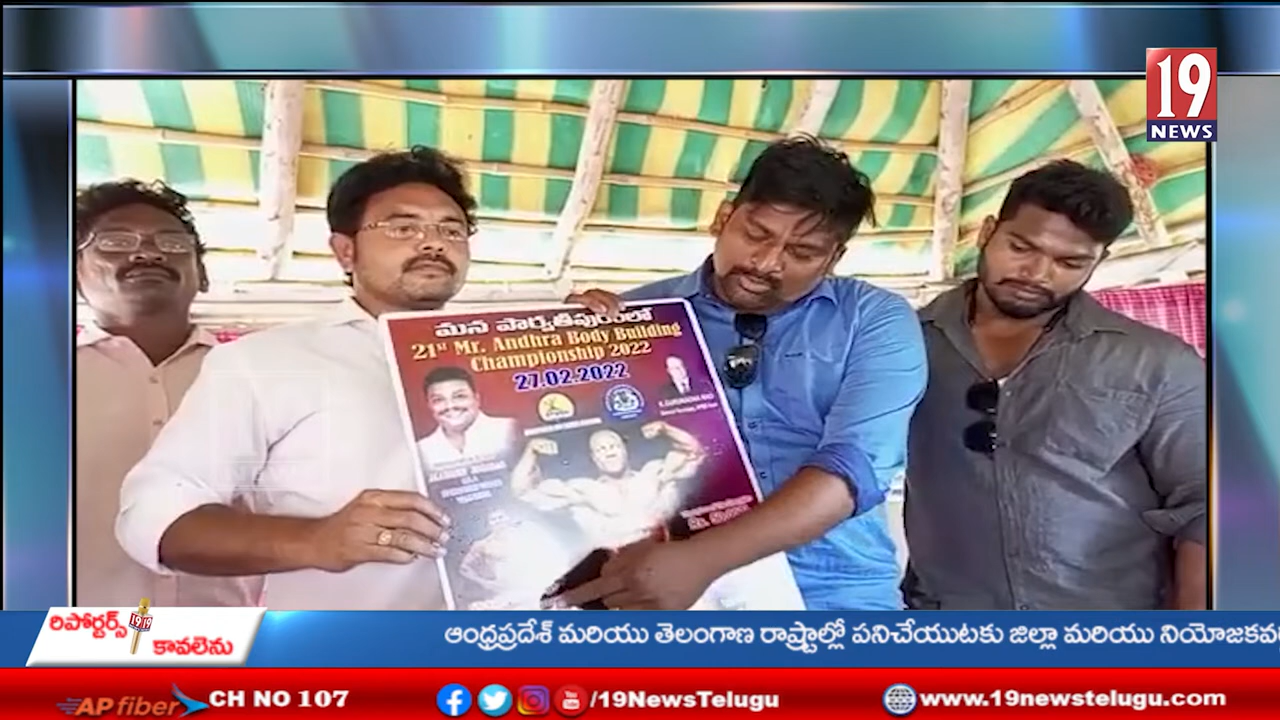 19
NEWS
మన పార్వతీపురంలో
21st Mr. Andhra Body Building
Championship 2022
27.02.2022
రిపోర్టర్స్
కావలెను
ఆంధ్రప్రదేశ్ మరియు తెలంగాణ రాష్ట్రాల్లో పనిచేయుటకు జిల్లా మరియు
AP fiber CH NO 107
/19NewsTelugu
www.19newstelugu.com